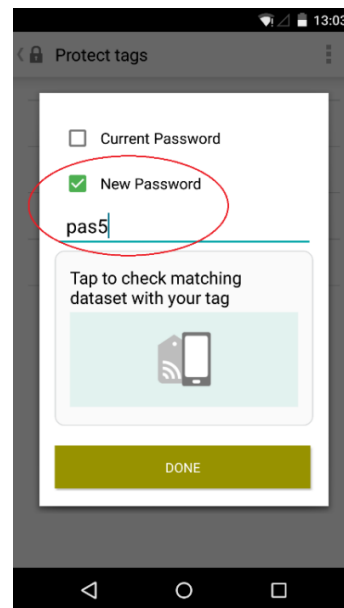 13:03
Protect tags
Current Password
New Password
pas5
Tap to check matching
dataset with your tag
DONE